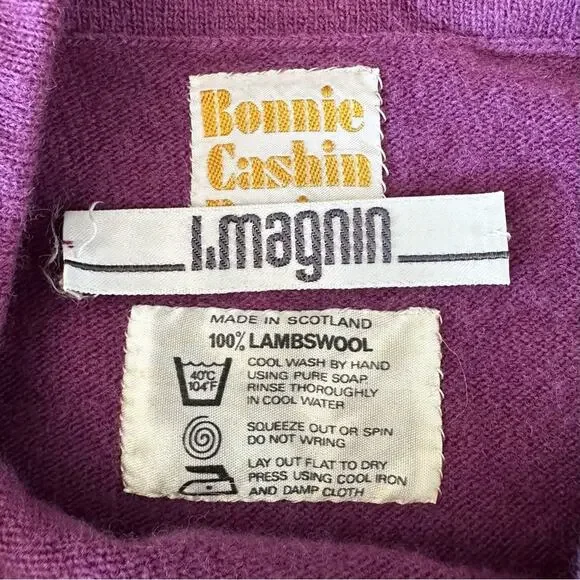 Bonnie
Cashin
I. magnin
MADE IN SCOTLAND
100% LAMBSWOOL
40°C
104°F
COOL WASH BY HAND
USING PURE SOAP
RINSE THOROUGHLY
IN COOL WATER
SQUEEZE OUT OR SPIN
DO NOT WRING
LAY OUT FLAT TO DRY
PRESS USING COOL IRON
AND DAMP CLOTH